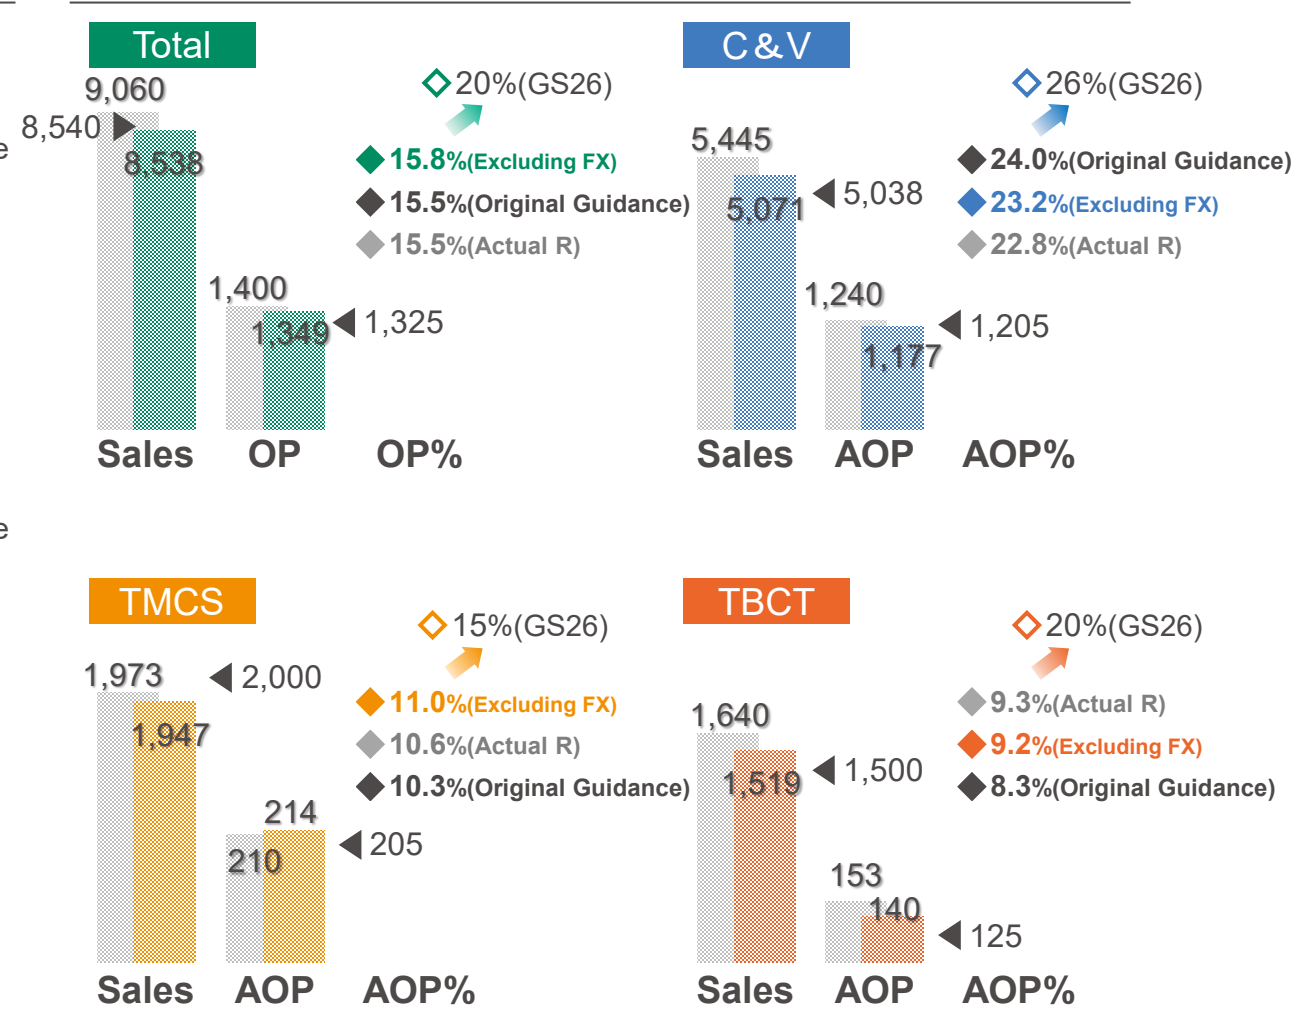 Total
9,060
8,540
8,538
1,400
1,349
1,325
20%(GS26)
15.8%(Excluding FX)
15.5%(Original Guidance)
15.5%(Actual R)
Sales OP OP%
C&V
5,445
5,071
5,038
1,240
1,177
1,205
26%(GS26)
24.0%(Original Guidance)
23.2%(Excluding FX)
22.8%(Actual R)
Sales AOP AOP%
e
e
TMCS
1,973
1,947
2,000
214
210
205
15%(GS26)
11.0%(Excluding FX)
10.6%(Actual R)
10.3%(Original Guidance)
Sales AOP AOP%
TBCT
1,640
1,519
1,500
153
140
125
20%(GS26)
9.3%(Actual R)
9.2%(Excluding FX)
8.3%(Original Guidance)
Sales AOP AOP%